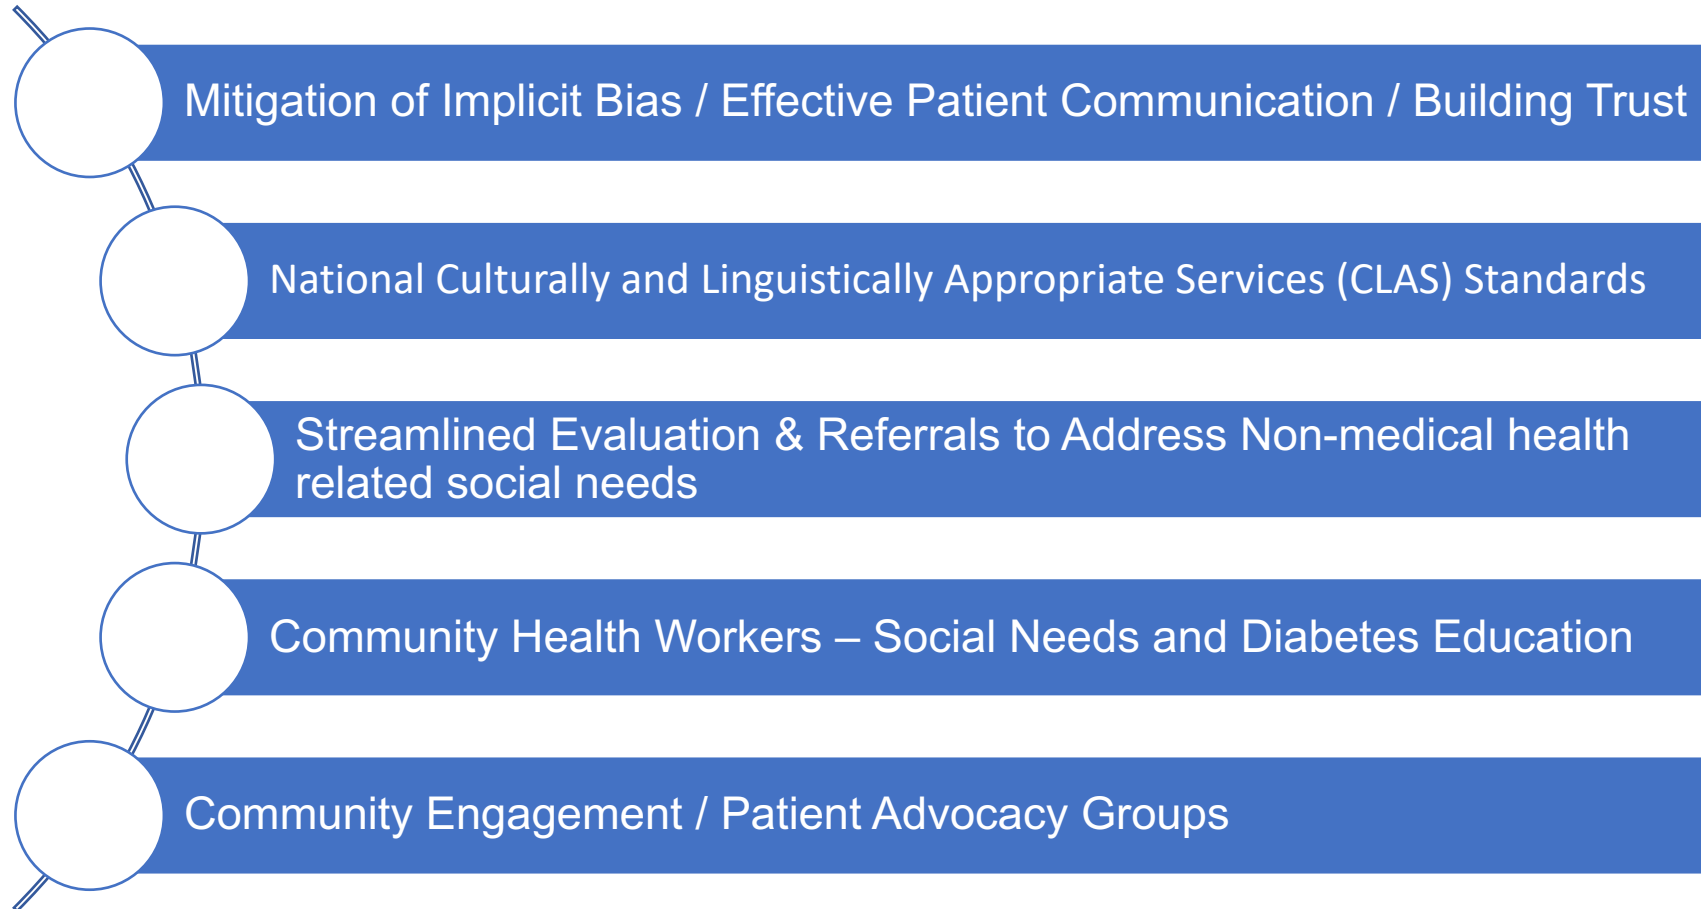 Mitigation of Implicit Bias / Effective Patient Communication / Building Trust
National Culturally and Linguistically Appropriate Services (CLAS) Standards
Streamlined Evaluation & Referrals to Address Non-medical health
related social needs
Community Health Workers – Social Needs and Diabetes Education
Community Engagement / Patient Advocacy Groups